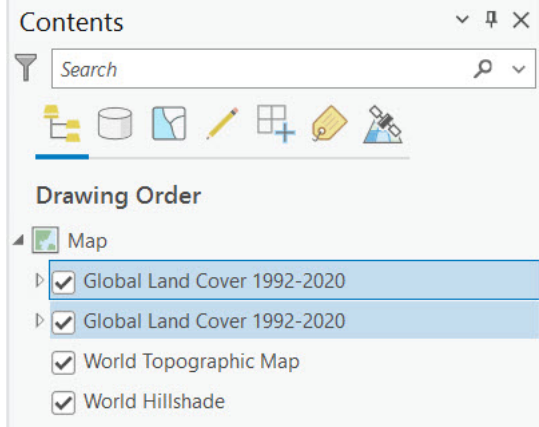 Contents
Search
Drawing Order
Map
Global Land Cover 1992-2020
Global Land Cover 1992-2020
World Topographic Map
World Hillshade